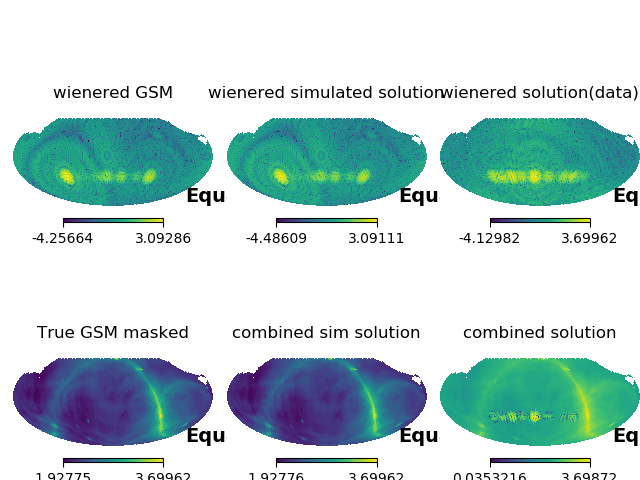 wienered GSM
wienered simulated solution
wienered solution(data)
Equ
Equ
Eq
-4.25664 3.09286
-4.48609 3.09111
-4.12982 3.69962
True GSM masked
combined sim solution
combined solution
Equ
Equ
Eq
1.92775 3.69962
1.92776 3.69962
0.0353216 3.69872